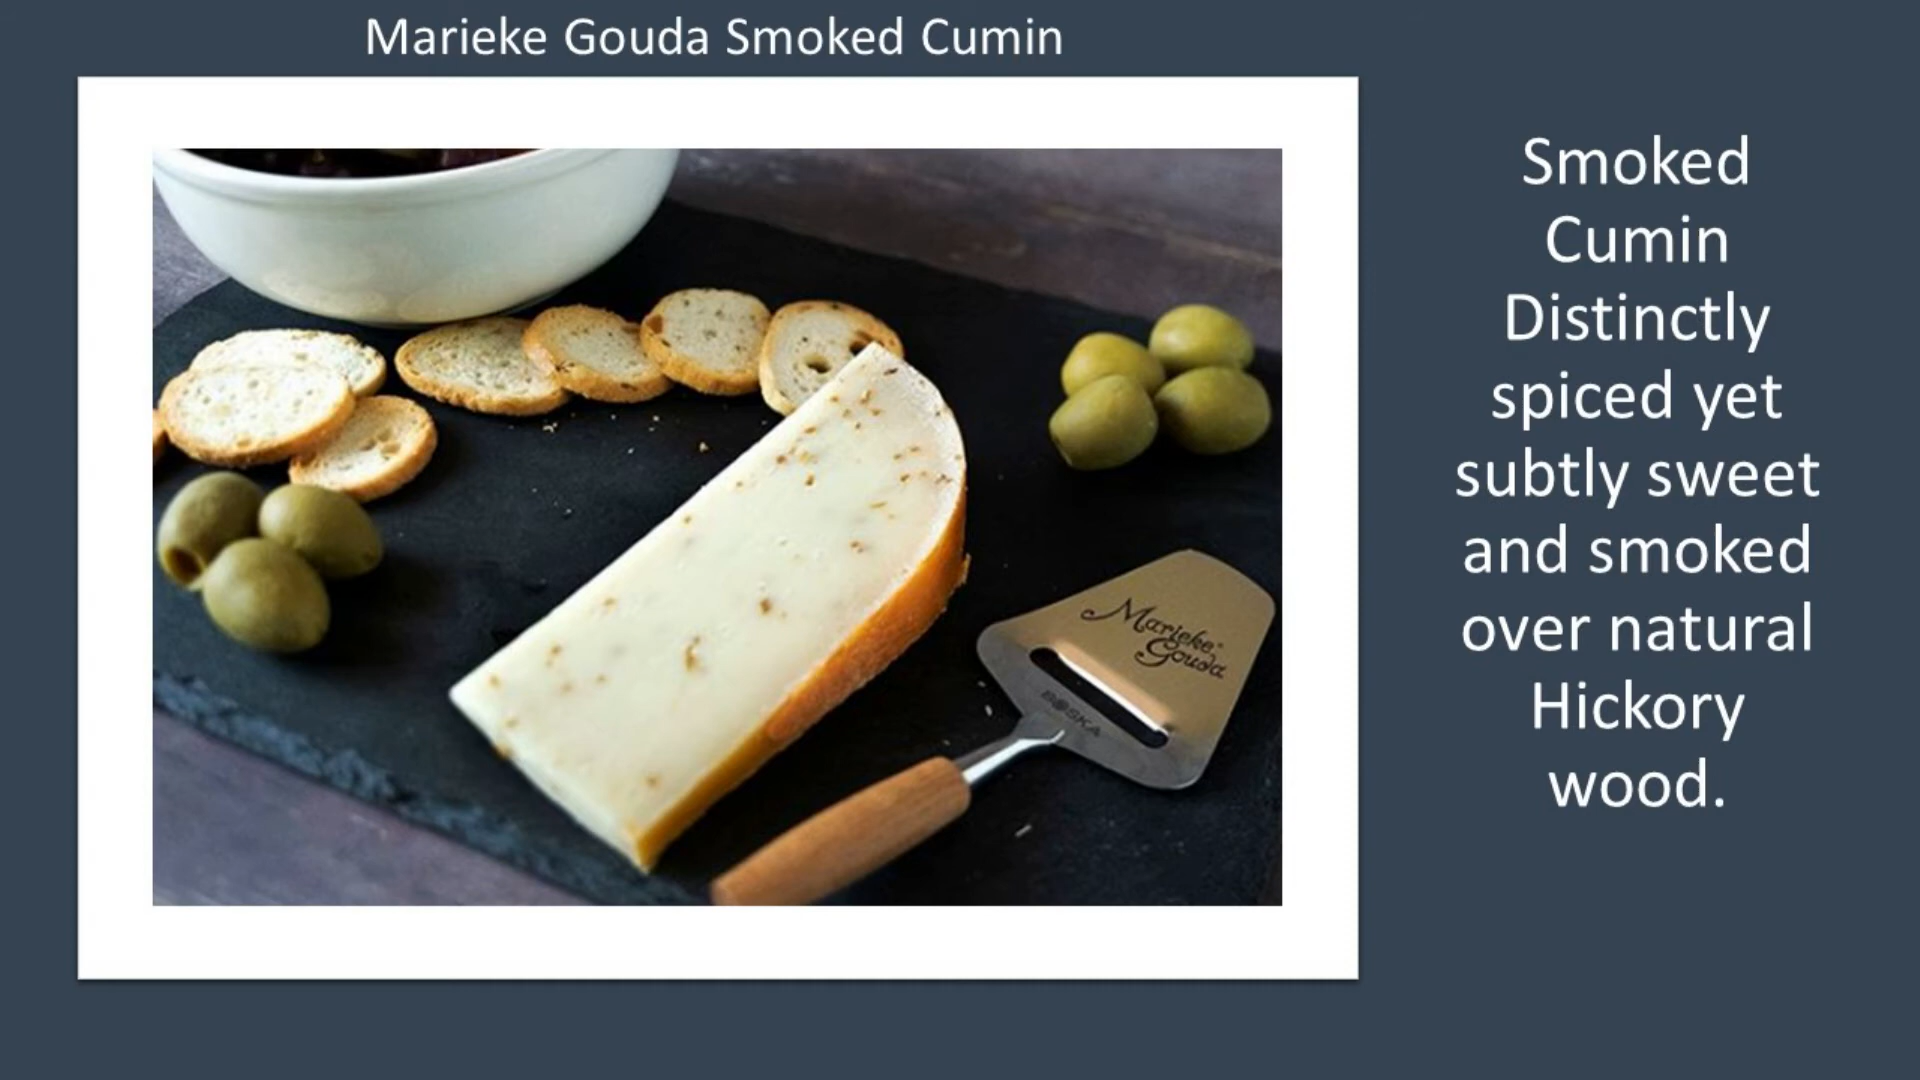 Marieke Gouda Smoked Cumin
Smoked
Cumin
Distinctly
spiced yet
subtly sweet
and smoked
over natural
Hickory
wood.
Marieke
Gouda
BOSKA